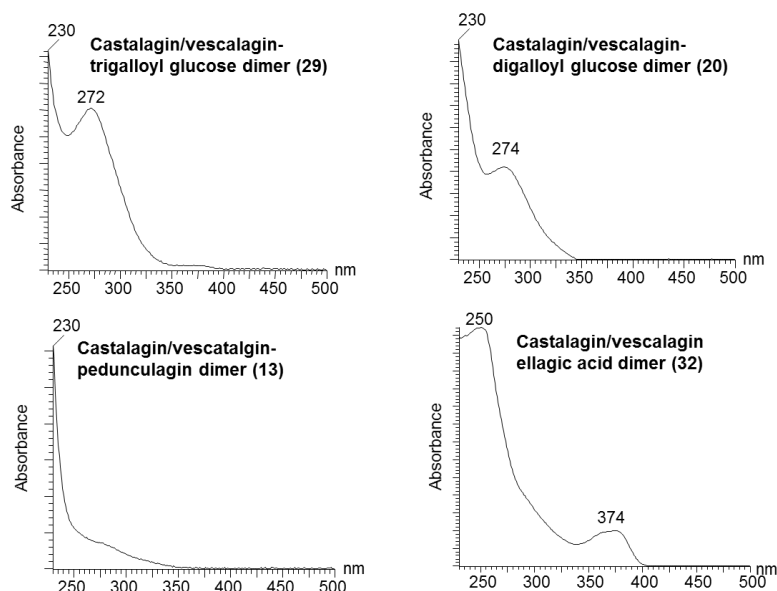 230
Castalagin/vescalagin-
trigalloyl glucose dimer (29)
272
Absorbance
nm
250 300 350 400 450 500
230
Castalagin/vescalagin-
digalloyl glucose dimer (20)
274
Absorbance
nm
250 300 350 400 450 500
230
Castalagin/vescatalgin-
pedunculagin dimer (13)
Absorbance
nm
250 300 350 400 450 500
250
Castalagin/vescalagin
ellagic acid dimer (32)
374
Absorbance
nm
250 300 350 400 450 500